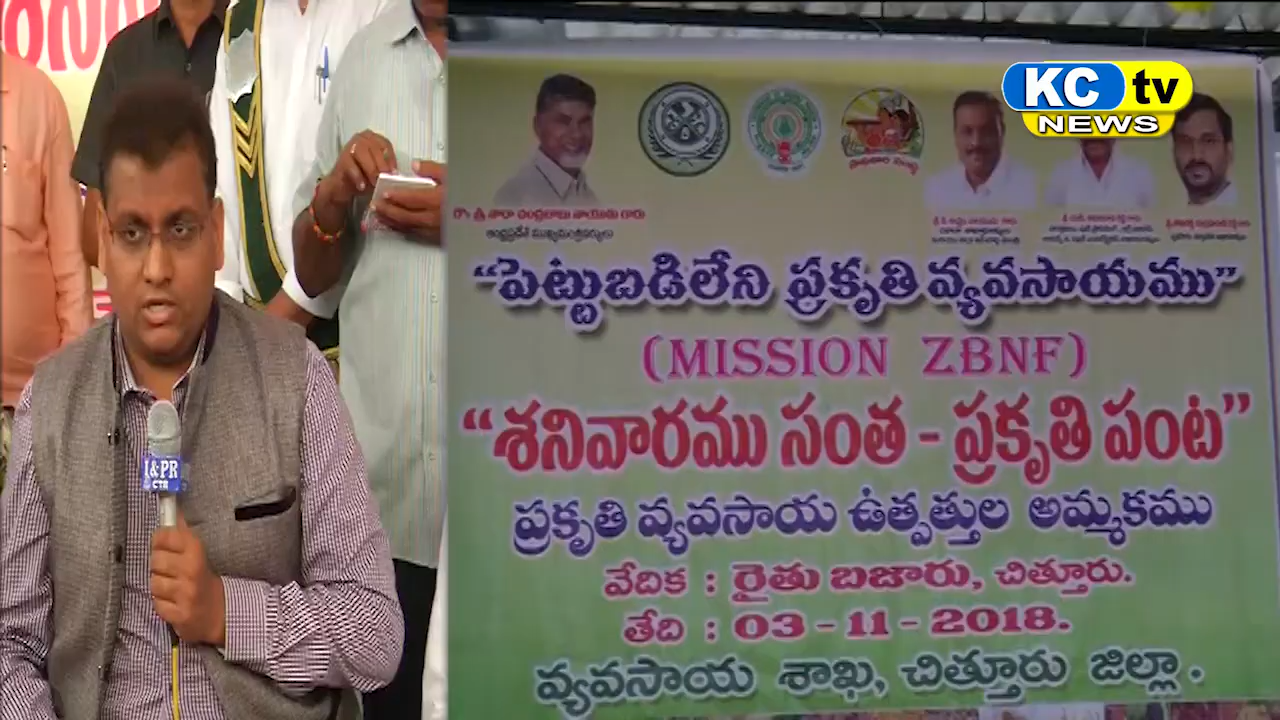 KC tv
NEWS
I&PR
CTR
గౌ. శ్రీ నారా చంద్రబాబు నాయుడు గారు
"పెట్టుబడిలేని ప్రకృతి వ్యవసాయము"
(MISSION ZBNF)
"శనివారము సంత - ప్రకృతి పంట"
ప్రకృతి వ్యవసాయ ఉత్పత్తుల అమ్మకము
వేదిక : రైతు బజారు, చిత్తూరు.
తేది : 03 - 11 - 2018.
వ్యవసాయ శాఖ, చిత్తూరు జిల్లా.